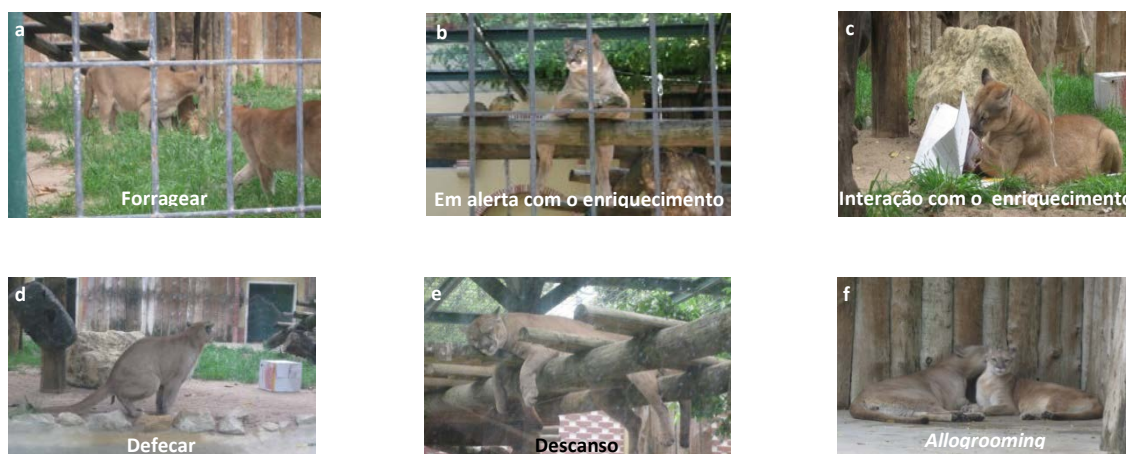 a
Forragear
b
Em alerta com o enriquecimento
c
Interação com o enriquecimento
d
Defecar
e
Descanso
f
Allogrooming